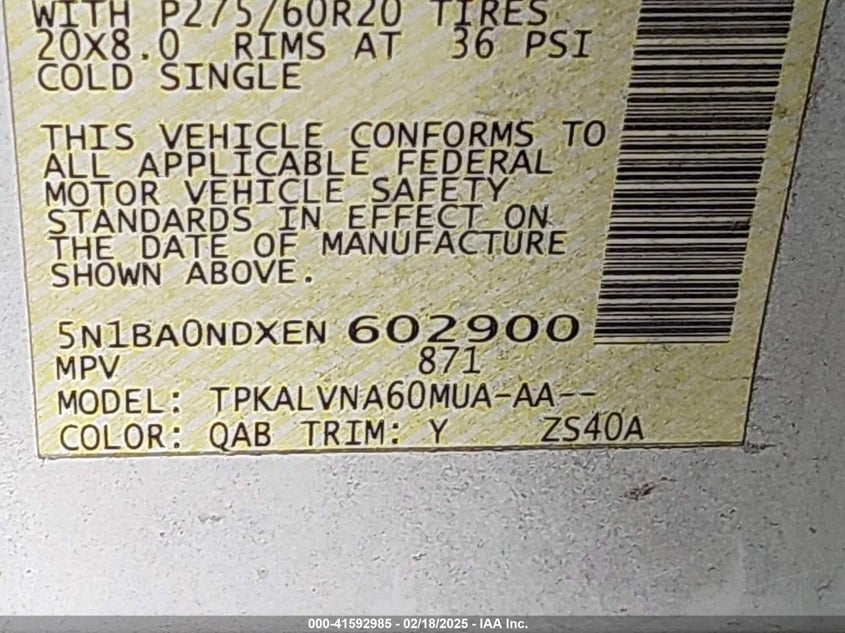 WITH P275/60R20 TIRES
20X8.0 RIMS AT 36 PSI
COLD SINGLE
THIS VEHICLE CONFORMS TO
ALL APPLICABLE FEDERAL
MOTOR VEHICLE SAFETY
STANDARDS IN EFFECT ON
THE DATE OF MANUFACTURE
SHOWN ABOVE.
5N1BA0NDXEN 602900
MPV 871
MODEL: TPKALVNA60MUA-AA--
COLOR: QAB TRIM: Y ZS40A
000-41592985 - 02/18/2025 - IAA Inc.